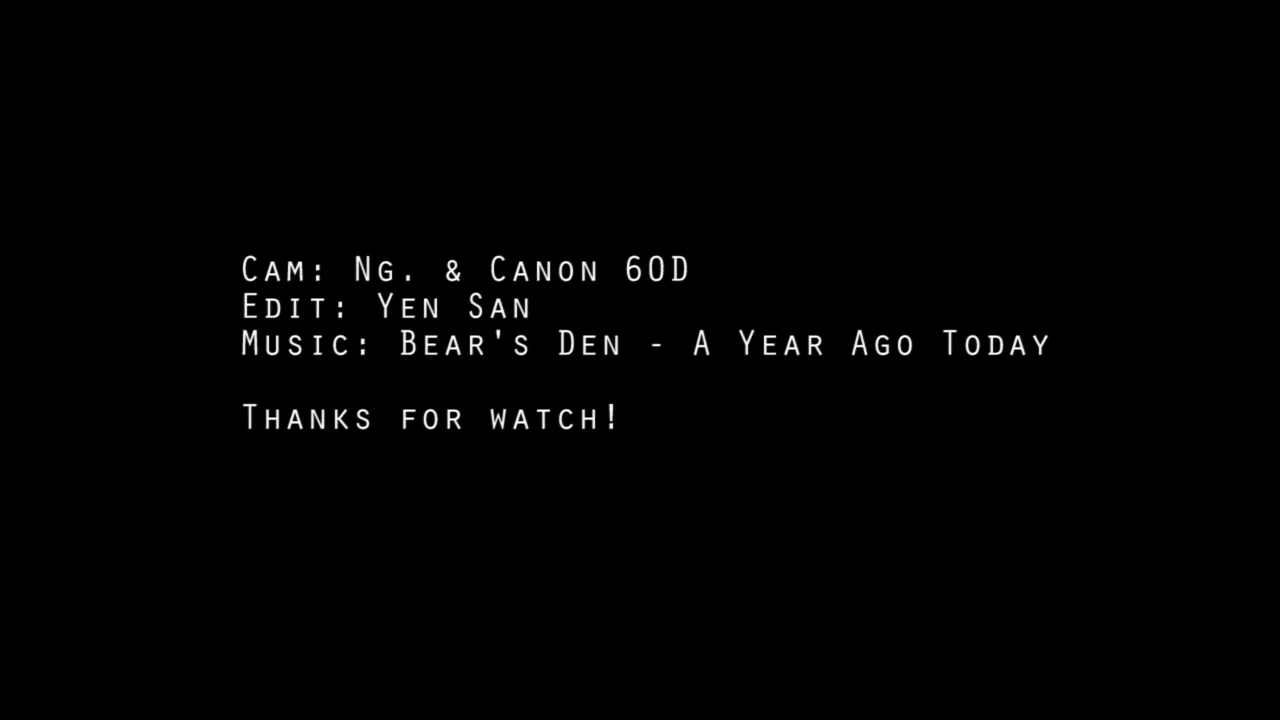 Cam: Ng. & Canon 60D
Edit: Yen San
Music: Bear's Den - A Year Ago Today
Thanks for watch!